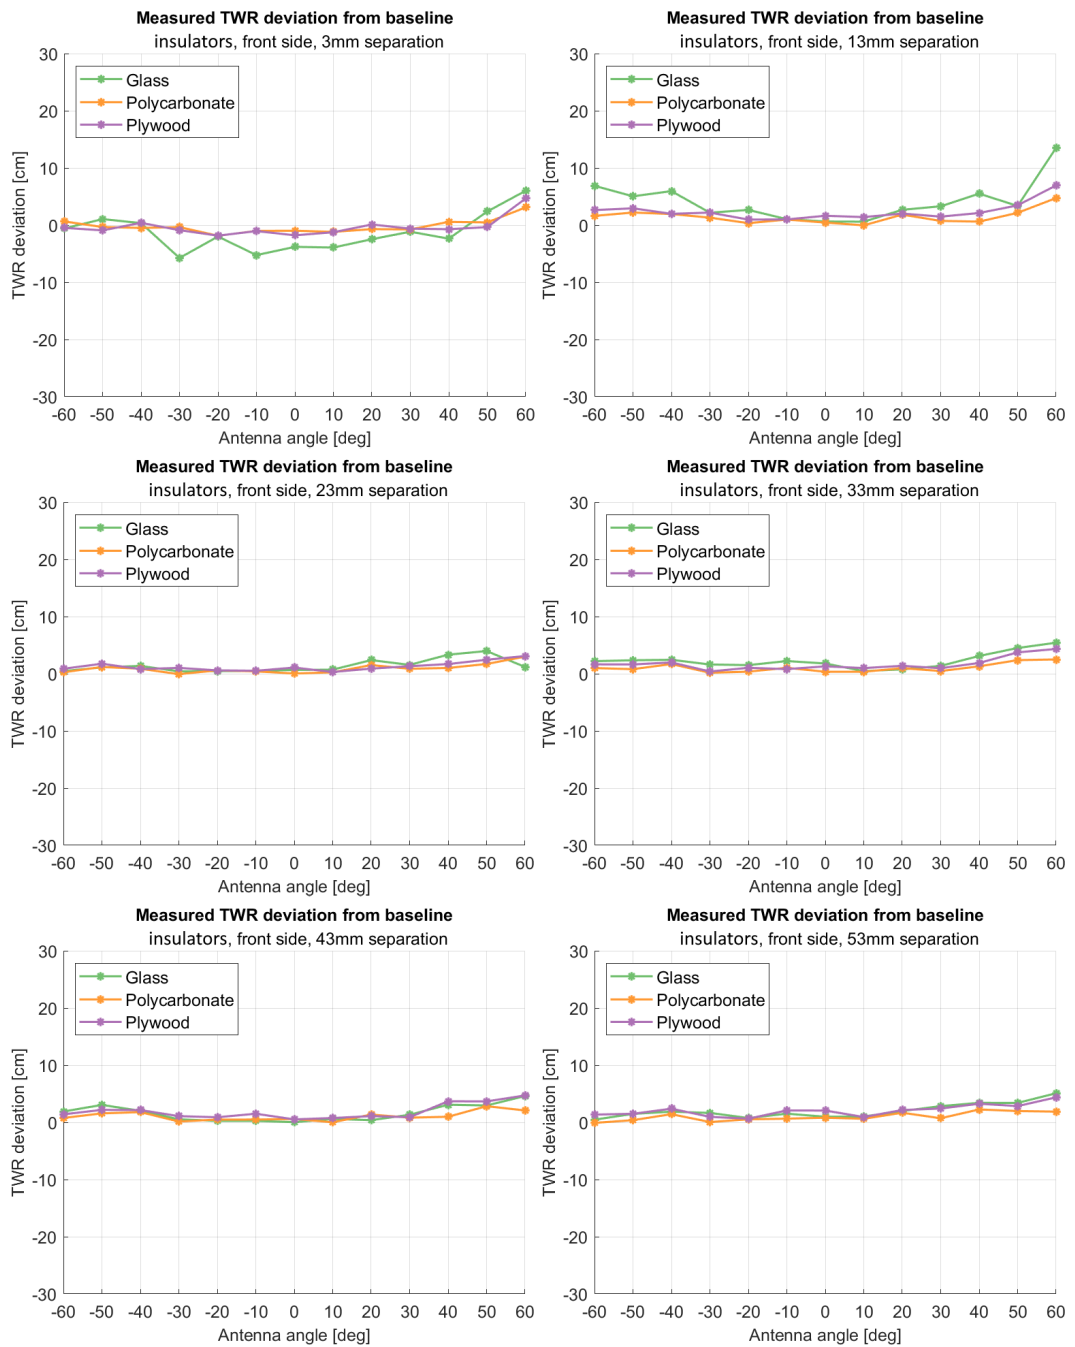 Measured TWR deviation from baseline
insulators, front side, 3mm separation
30
20
10
0
-10
-20
-30
TWR deviation [cm]
Glass
Polycarbonate
Plywood
-60 -50 -40 -30 -20 -10 0 10 20 30 40 50 60
Antenna angle [deg]
Measured TWR deviation from baseline
insulators, front side, 13mm separation
30
20
10
0
-10
-20
-30
TWR deviation [cm]
Glass
Polycarbonate
Plywood
-60 -50 -40 -30 -20 -10 0 10 20 30 40 50 60
Antenna angle [deg]
Measured TWR deviation from baseline
insulators, front side, 23mm separation
30
20
10
0
-10
-20
-30
TWR deviation [cm]
Glass
Polycarbonate
Plywood
-60 -50 -40 -30 -20 -10 0 10 20 30 40 50 60
Antenna angle [deg]
Measured TWR deviation from baseline
insulators, front side, 33mm separation
30
20
10
0
-10
-20
-30
TWR deviation [cm]
Glass
Polycarbonate
Plywood
-60 -50 -40 -30 -20 -10 0 10 20 30 40 50 60
Antenna angle [deg]
Measured TWR deviation from baseline
insulators, front side, 43mm separation
30
20
10
0
-10
-20
-30
TWR deviation [cm]
Glass
Polycarbonate
Plywood
-60 -50 -40 -30 -20 -10 0 10 20 30 40 50 60
Antenna angle [deg]
Measured TWR deviation from baseline
insulators, front side, 53mm separation
30
20
10
0
-10
-20
-30
TWR deviation [cm]
Glass
Polycarbonate
Plywood
-60 -50 -40 -30 -20 -10 0 10 20 30 40 50 60
Antenna angle [deg]